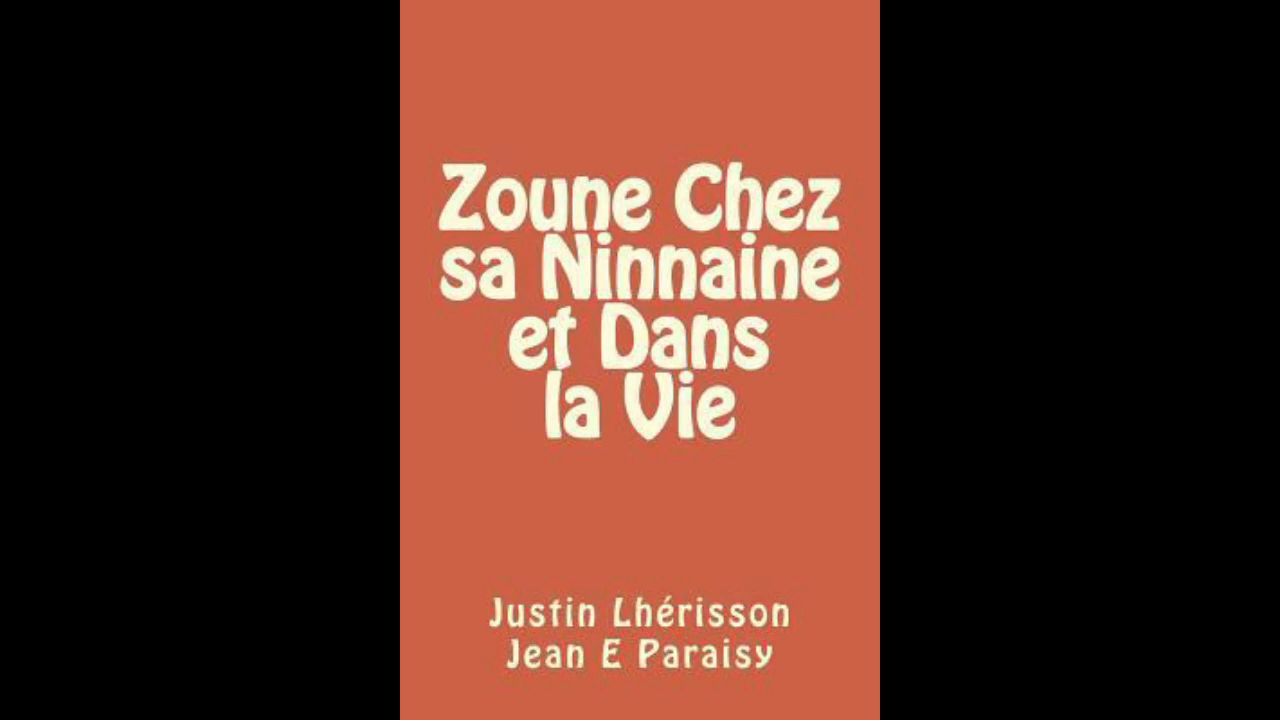 Zoune Chez
sa Ninnaine
et Dans
la Vie
Justin Lhérisson
Jean E Paraisy